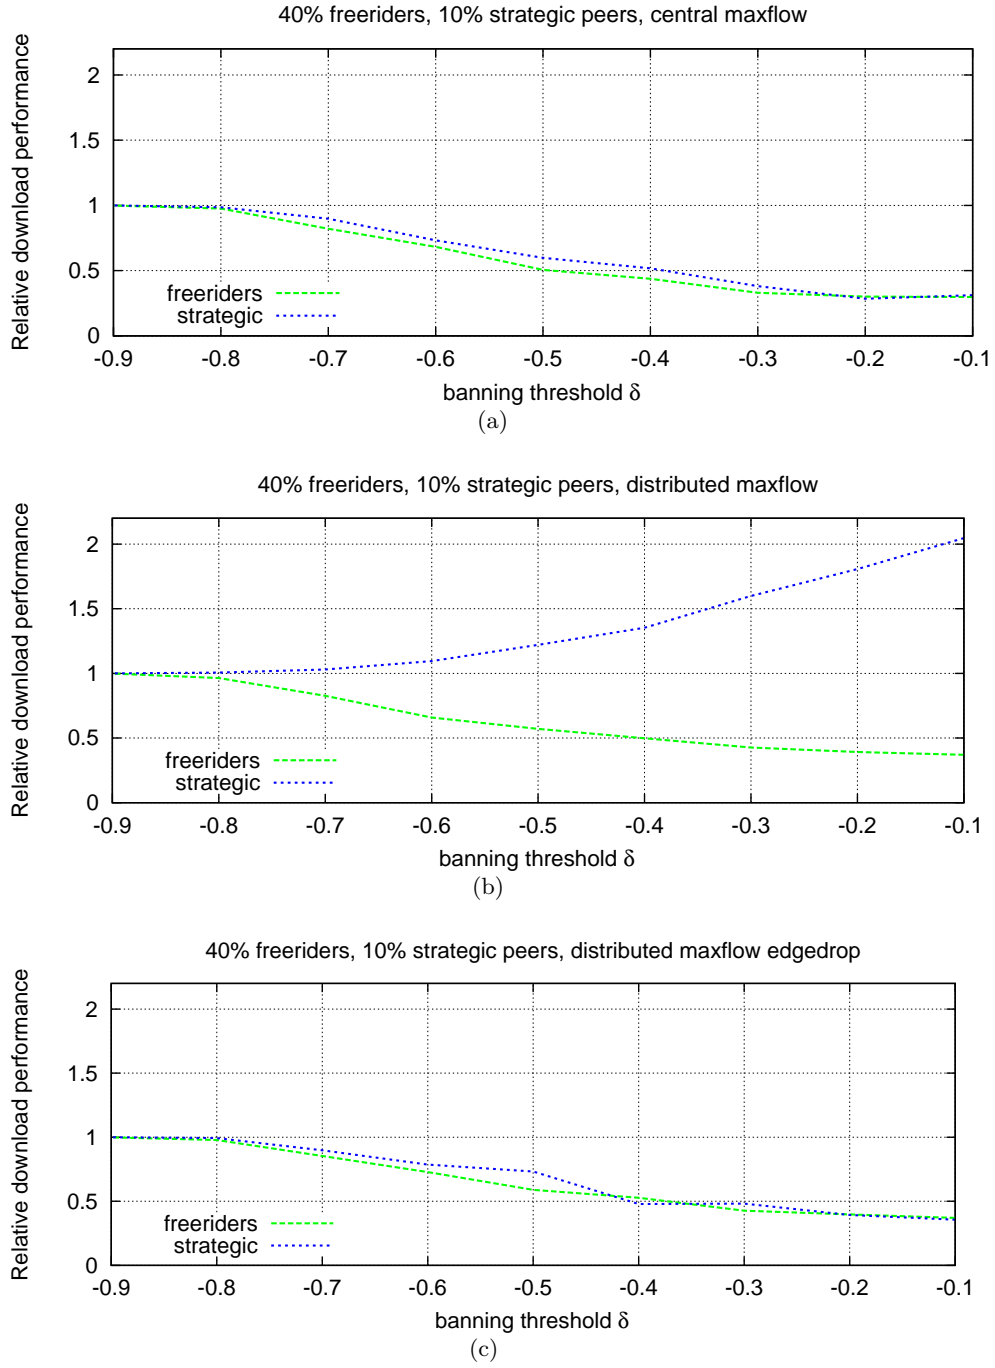 40% freeriders, 10% strategic peers, central maxflow
Relative download performance
2
1.5
1
0.5
0
freeriders
strategic
-0.9 -0.8 -0.7 -0.6 -0.5 -0.4 -0.3 -0.2 -0.1
banning threshold δ
(a)
40% freeriders, 10% strategic peers, distributed maxflow
Relative download performance
2
1.5
1
0.5
0
freeriders
strategic
-0.9 -0.8 -0.7 -0.6 -0.5 -0.4 -0.3 -0.2 -0.1
banning threshold δ
(b)
40% freeriders, 10% strategic peers, distributed maxflow edgedrop
Relative download performance
2
1.5
1
0.5
0
freeriders
strategic
-0.9 -0.8 -0.7 -0.6 -0.5 -0.4 -0.3 -0.2 -0.1
banning threshold δ
(c)